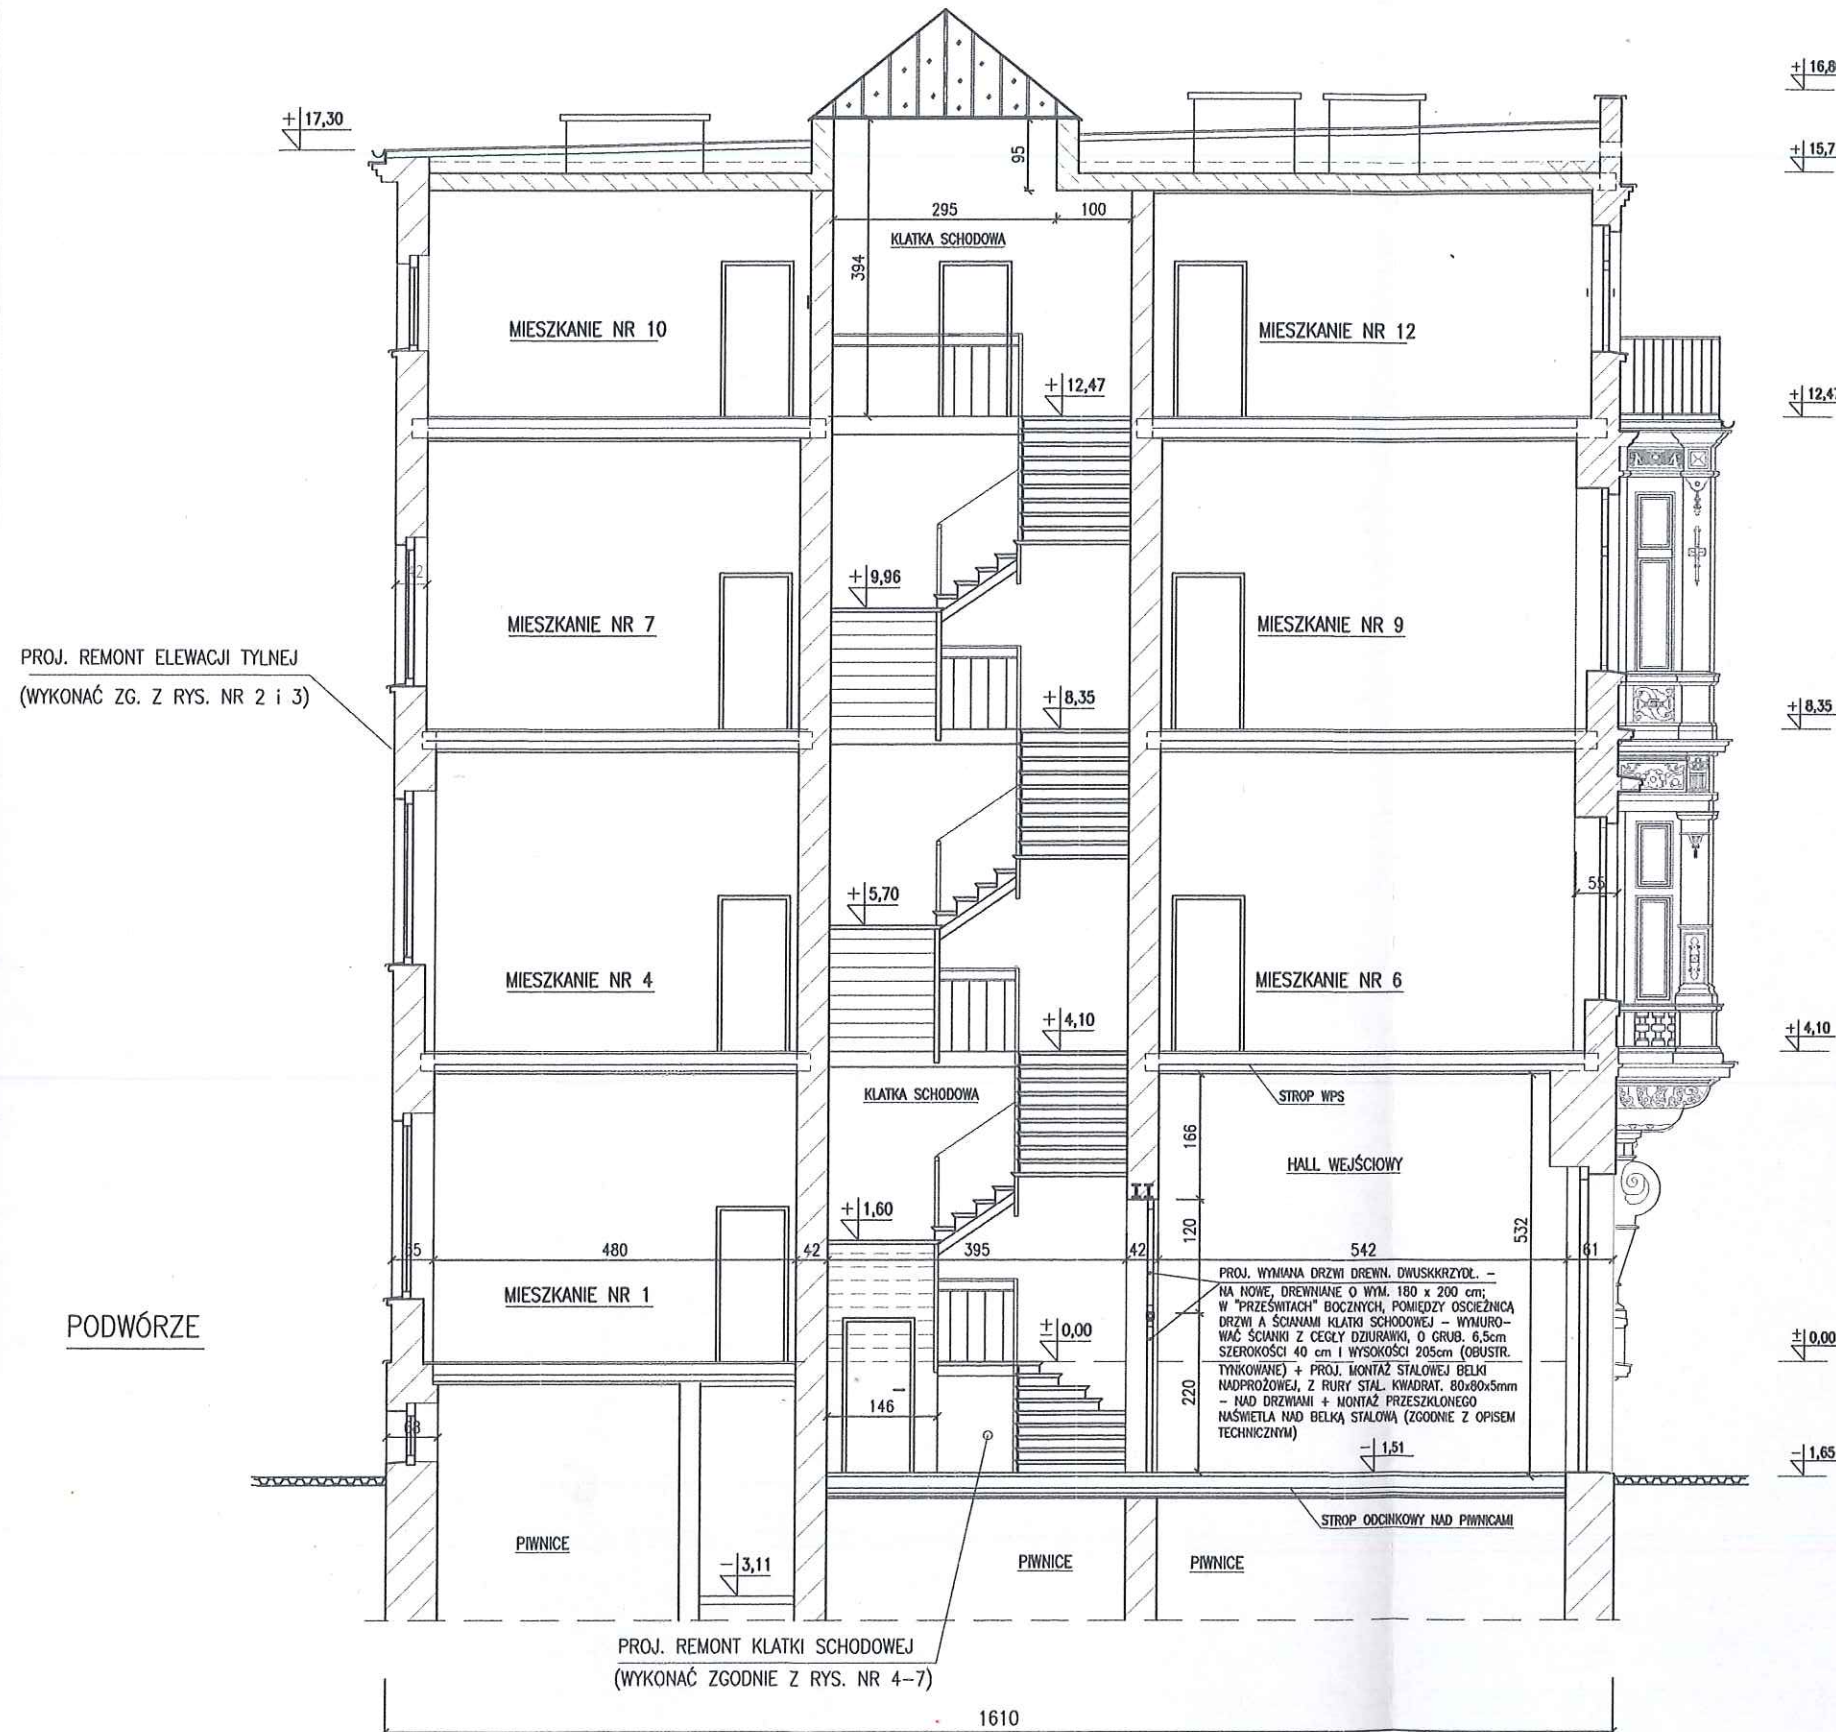 + 17,30
+ 16,8
+ 15,7
95
295
100
KLATKA SCHODOWA
394
MIESZKANIE NR 10
MIESZKANIE NR 12
+ 12,47
+ 12,47
+ 9,96
MIESZKANIE NR 7
MIESZKANIE NR 9
PROJ. REMONT ELEWACJI TYLNEJ
(WYKONAĆ ZG. Z RYS. NR 2 i 3)
+ 8,35
+ 8,35
+ 5,70
55
MIESZKANIE NR 4
MIESZKANIE NR 6
+ 4,10
+ 4,10
KLATKA SCHODOWA
STROP WPS
166
HALL WEJŚCIOWY
+ 1,60
120
532
480
42
395
42
542
61
MIESZKANIE NR 1
PROJ. WYMIANA DRZWI DREWN. DWUSKKRZYDŁ. –
NA NOWE, DREWNIANE O WYM. 180 x 200 cm;
W "PRZEŚWITACH" BOCZNYCH, POMIĘDZY OSCIEŻNICĄ
DRZWI A ŚCIANAMI KLATKI SCHODOWEJ – WYMURO–
WAĆ ŚCIANKI Z CEGŁY DZIURAWKI, O GRUB. 6,5cm
SZEROKOŚCI 40 cm I WYSOKOŚCI 205cm (OBUSTR.
TYNKOWANE) + PROJ. MONTAŻ STALOWEJ BELKI
NADPROŻOWEJ, Z RURY STAL. KWADRAT. 80x80x5mm
– NAD DRZWIAMI + MONTAŻ PRZESZKLONEGO
NAŚWIETLA NAD BELKĄ STALOWĄ (ZGODNIE Z OPISEM
TECHNICZNYM)
PODWÓRZE
± 0,00
± 0,00
146
220
68
– 1,51
– 1,65
STROP ODCINKOWY NAD PIWNICAMI
PIWNICE
– 3,11
PIWNICE
PIWNICE
PROJ. REMONT KLATKI SCHODOWEJ
(WYKONAĆ ZGODNIE Z RYS. NR 4–7)
1610